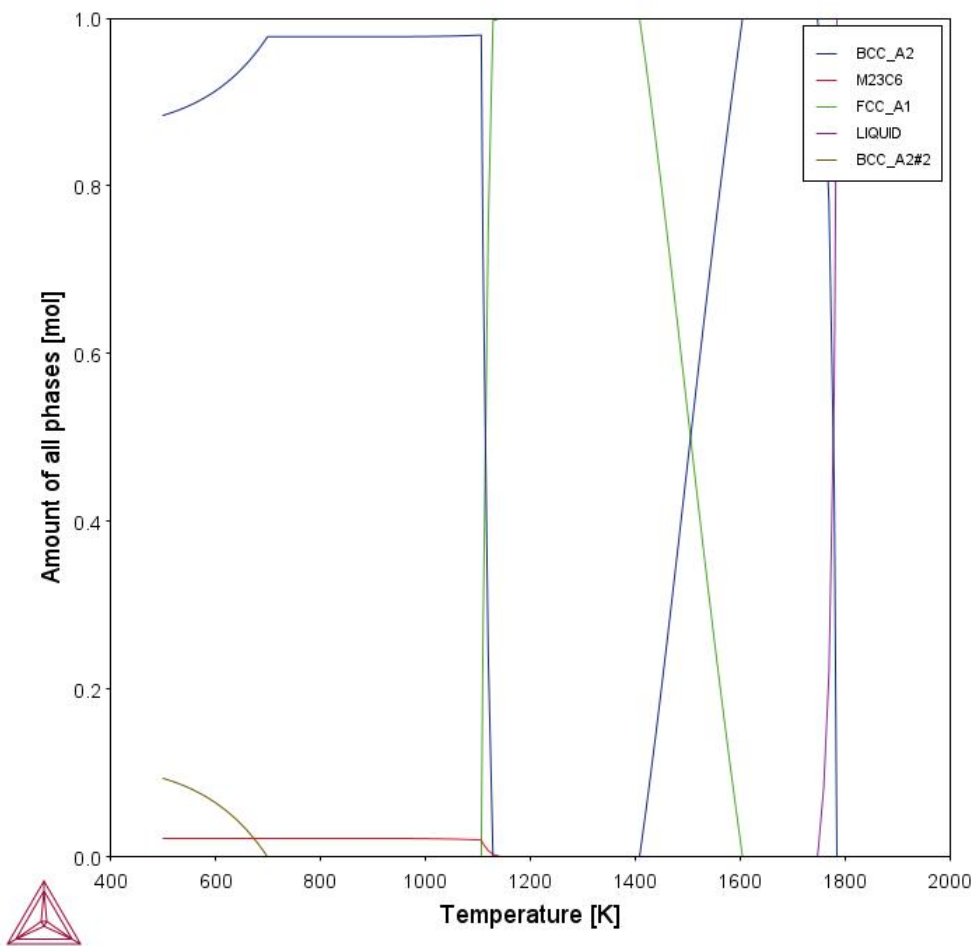 1.0
0.8
0.6
0.4
0.2
0.0
Amount of all phases [mol]
BCC_A2
M23C6
FCC_A1
LIQUID
BCC_A2#2
400 600 800 1000 1200 1400 1600 1800 2000
Temperature [K]